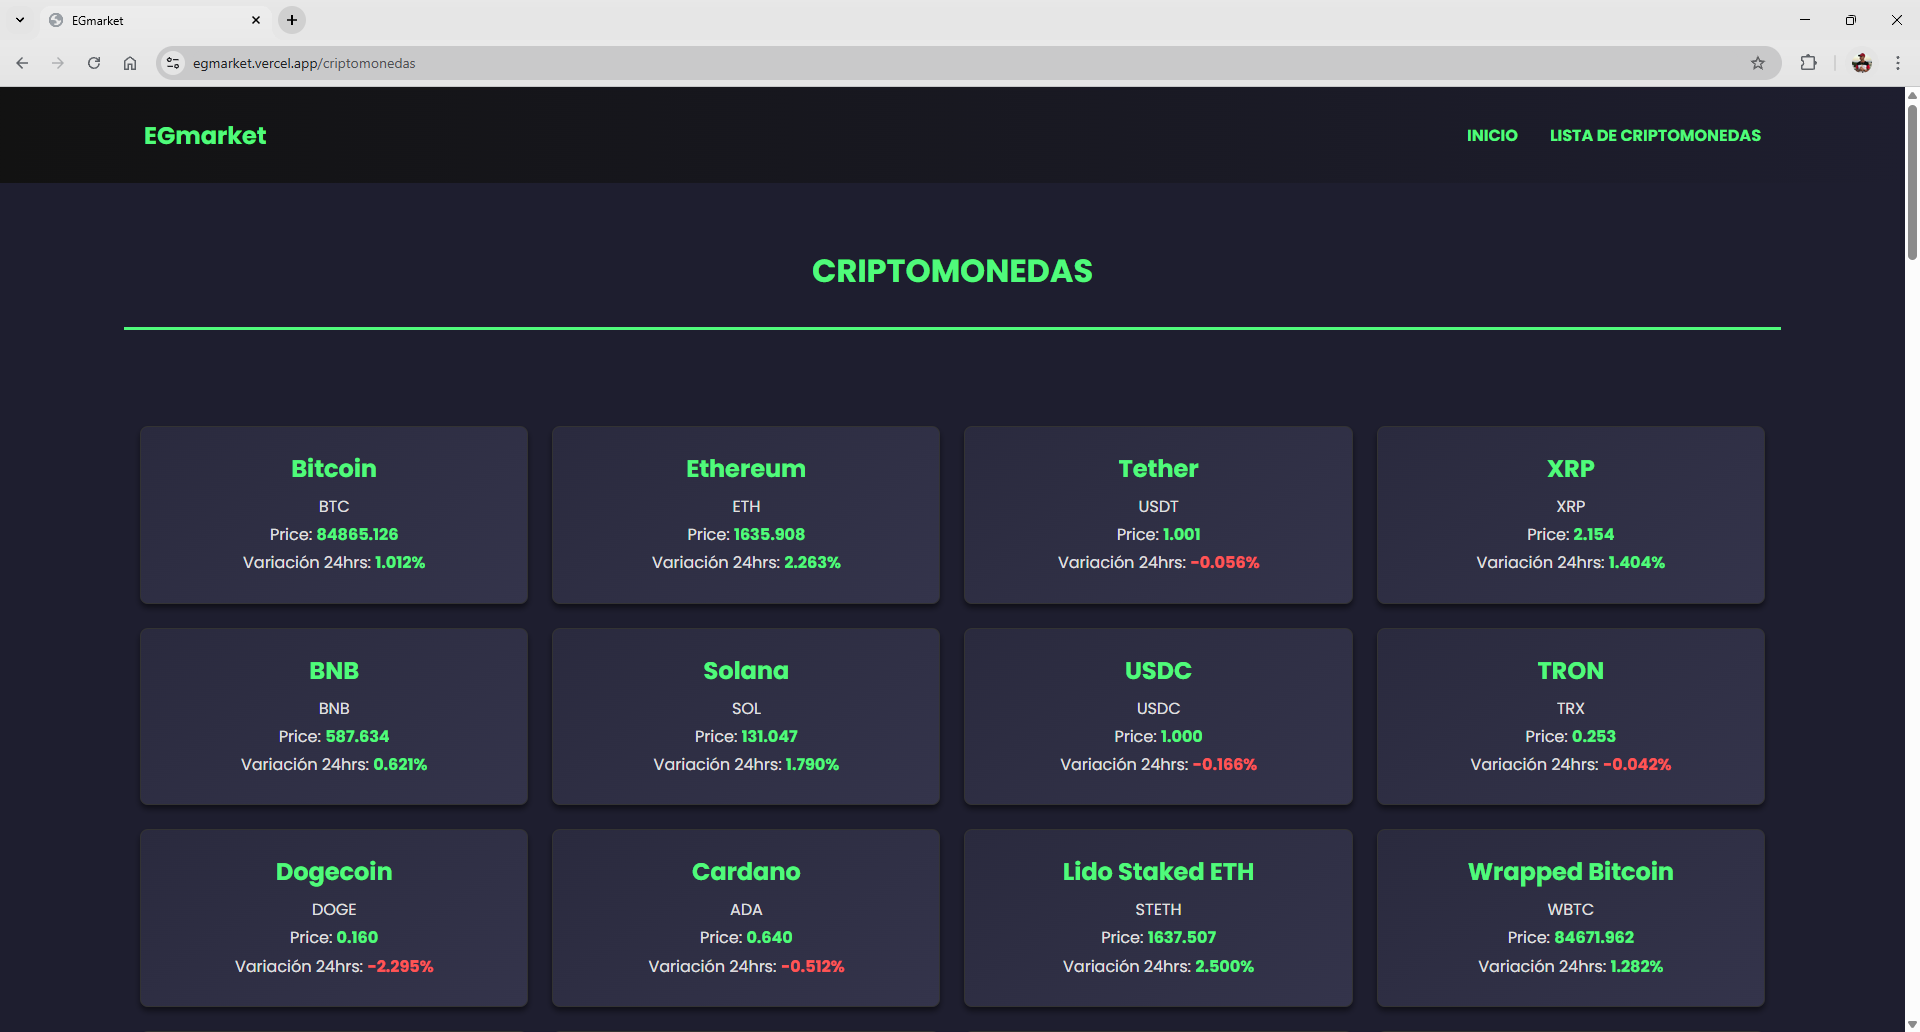 EGmarket
egmarket.vercel.app/criptomonedas
EGmarket
INICIO
LISTA DE CRIPTOMONEDAS
CRIPTOMONEDAS
Bitcoin
BTC
Price: 84865.126
Variación 24hrs: 1.012%
Ethereum
ETH
Price: 1635.908
Variación 24hrs: 2.263%
Tether
USDT
Price: 1.001
Variación 24hrs: -0.056%
XRP
XRP
Price: 2.154
Variación 24hrs: 1.404%
BNB
BNB
Price: 587.634
Variación 24hrs: 0.621%
Solana
SOL
Price: 131.047
Variación 24hrs: 1.790%
USDC
USDC
Price: 1.000
Variación 24hrs: -0.166%
TRON
TRX
Price: 0.253
Variación 24hrs: -0.042%
Dogecoin
DOGE
Price: 0.160
Variación 24hrs: -2.295%
Cardano
ADA
Price: 0.640
Variación 24hrs: -0.512%
Lido Staked ETH
STETH
Price: 1637.507
Variación 24hrs: 2.500%
Wrapped Bitcoin
WBTC
Price: 84671.962
Variación 24hrs: 1.282%